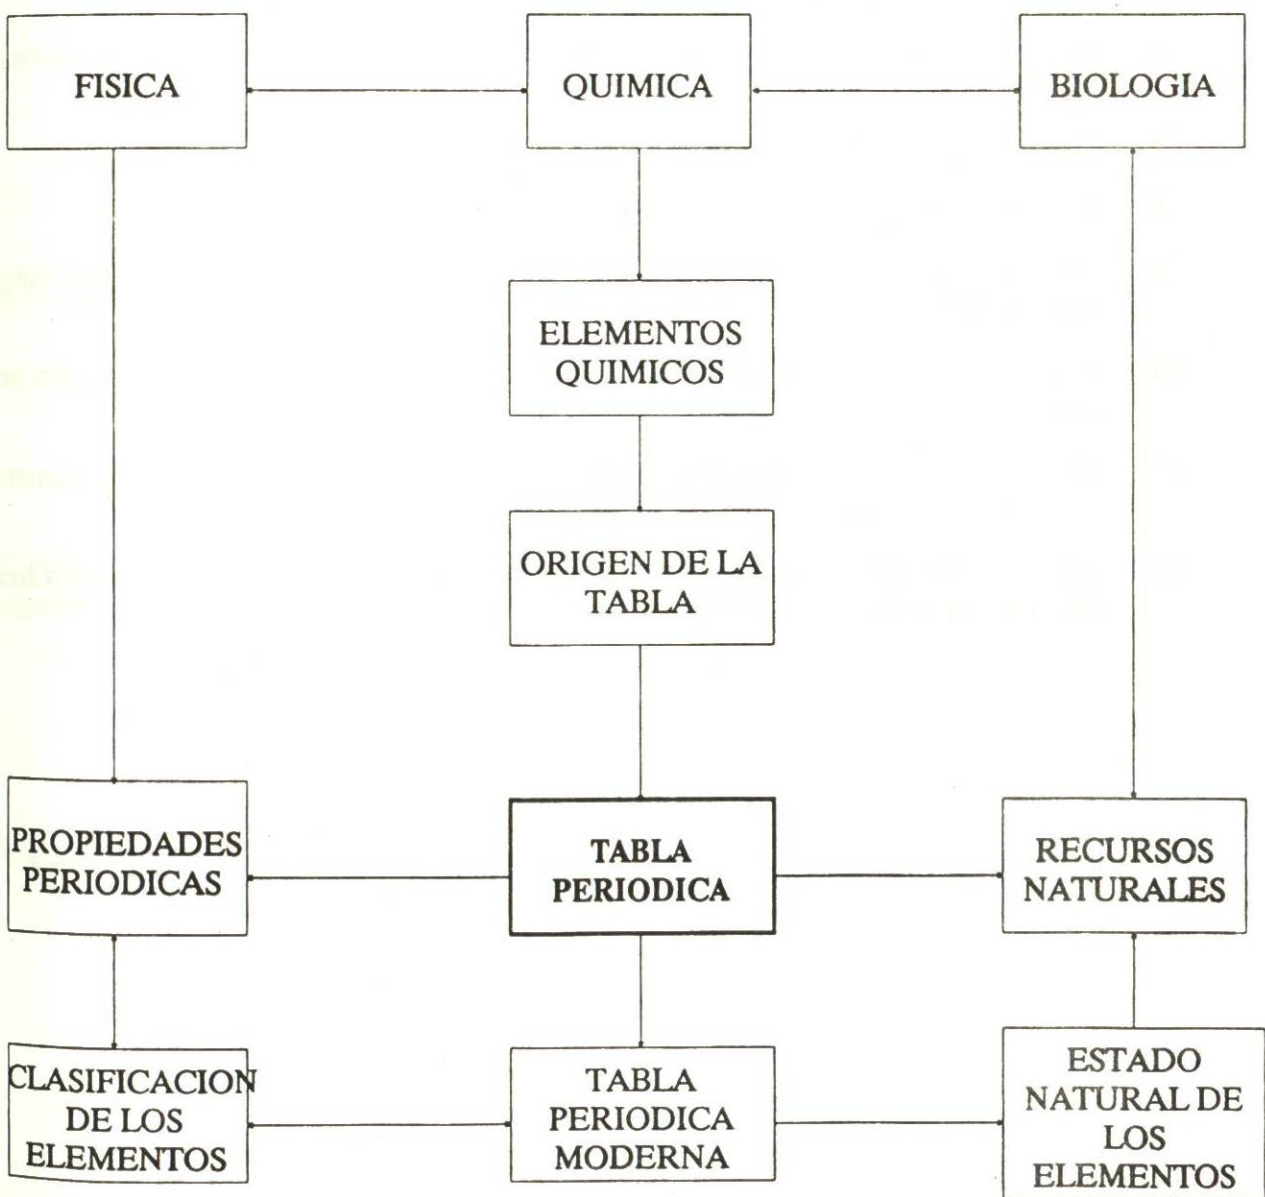 FISICA
QUIMICA
BIOLOGIA
ELEMENTOS
QUIMICOS
ORIGEN DE LA
TABLA
PROPIEDADES
PERIODICAS
TABLA
PERIODICA
RECURSOS
NATURALES
CLASIFICACION
DE LOS
ELEMENTOS
TABLA
PERIODICA
MODERNA
ESTADO
NATURAL DE
LOS
ELEMENTOS